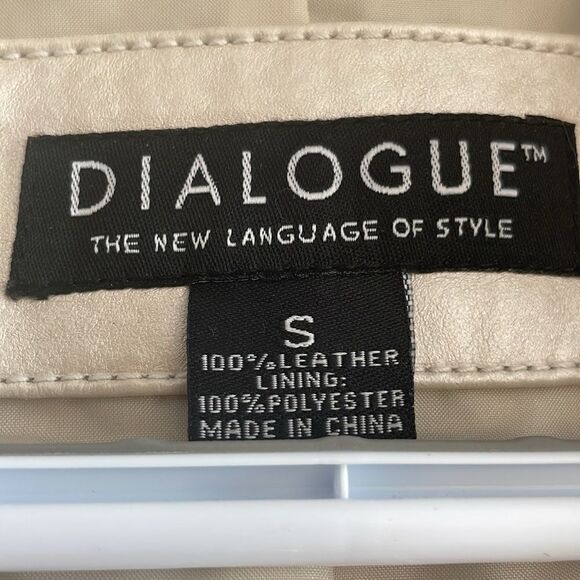 DIALOGUE™
THE NEW LANGUAGE OF STYLE
S
100%LEATHER
LINING:
100%POLYESTER
MADE IN CHINA